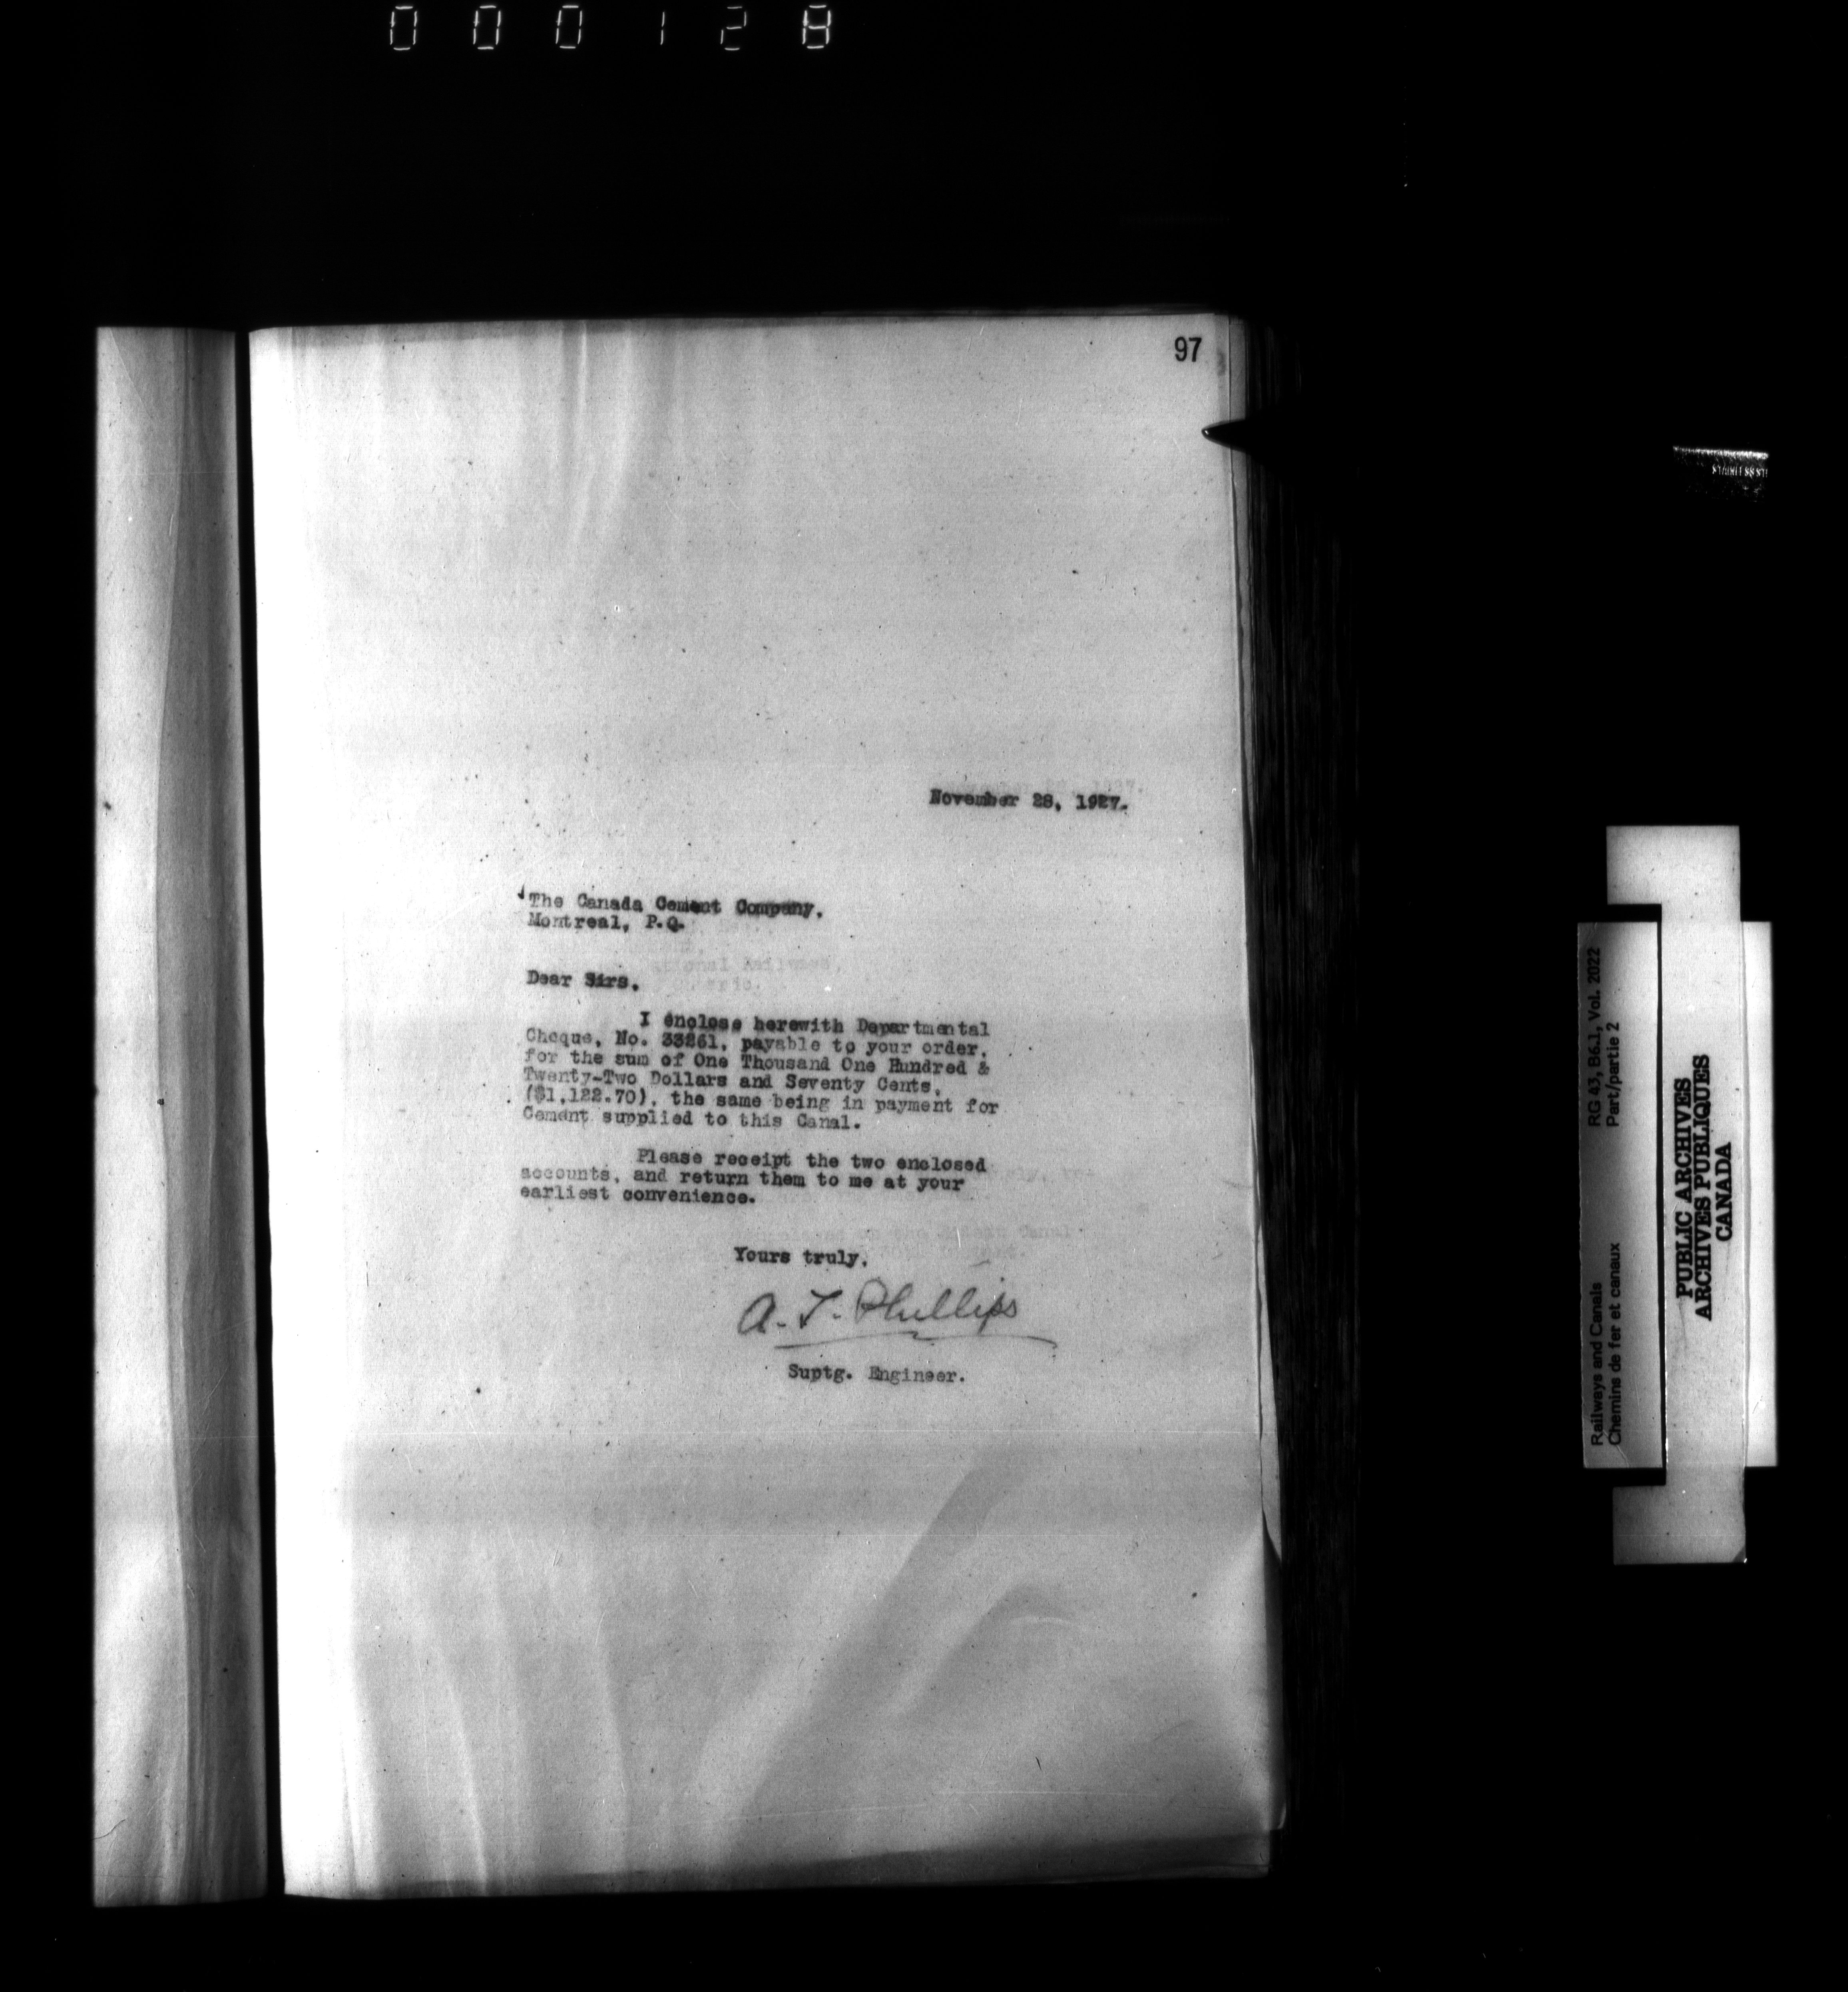 000128
97
November 28, 1927.
The Canada Cement Company,
Montreal, P.Q.
Dear Sirs,
I enclose herewith Departmental
Cheque, No. 33261, payable to your order,
for the sum of One Thousand One Hundred &
Twenty-Two Dollars and Seventy Cents,
($1,122.70), the same being in payment for
Cement supplied to this Canal.
Please receipt the two enclosed
accounts, and return them to me at your
earliest convenience.
Yours truly,
A. T. Phillips
Suptg. Engineer.
Railways and Canals RG 43, B6.1, Vol. 2022
Chemins de fer et canaux Part/partie 2
PUBLIC ARCHIVES
ARCHIVES PUBLIQUES
CANADA